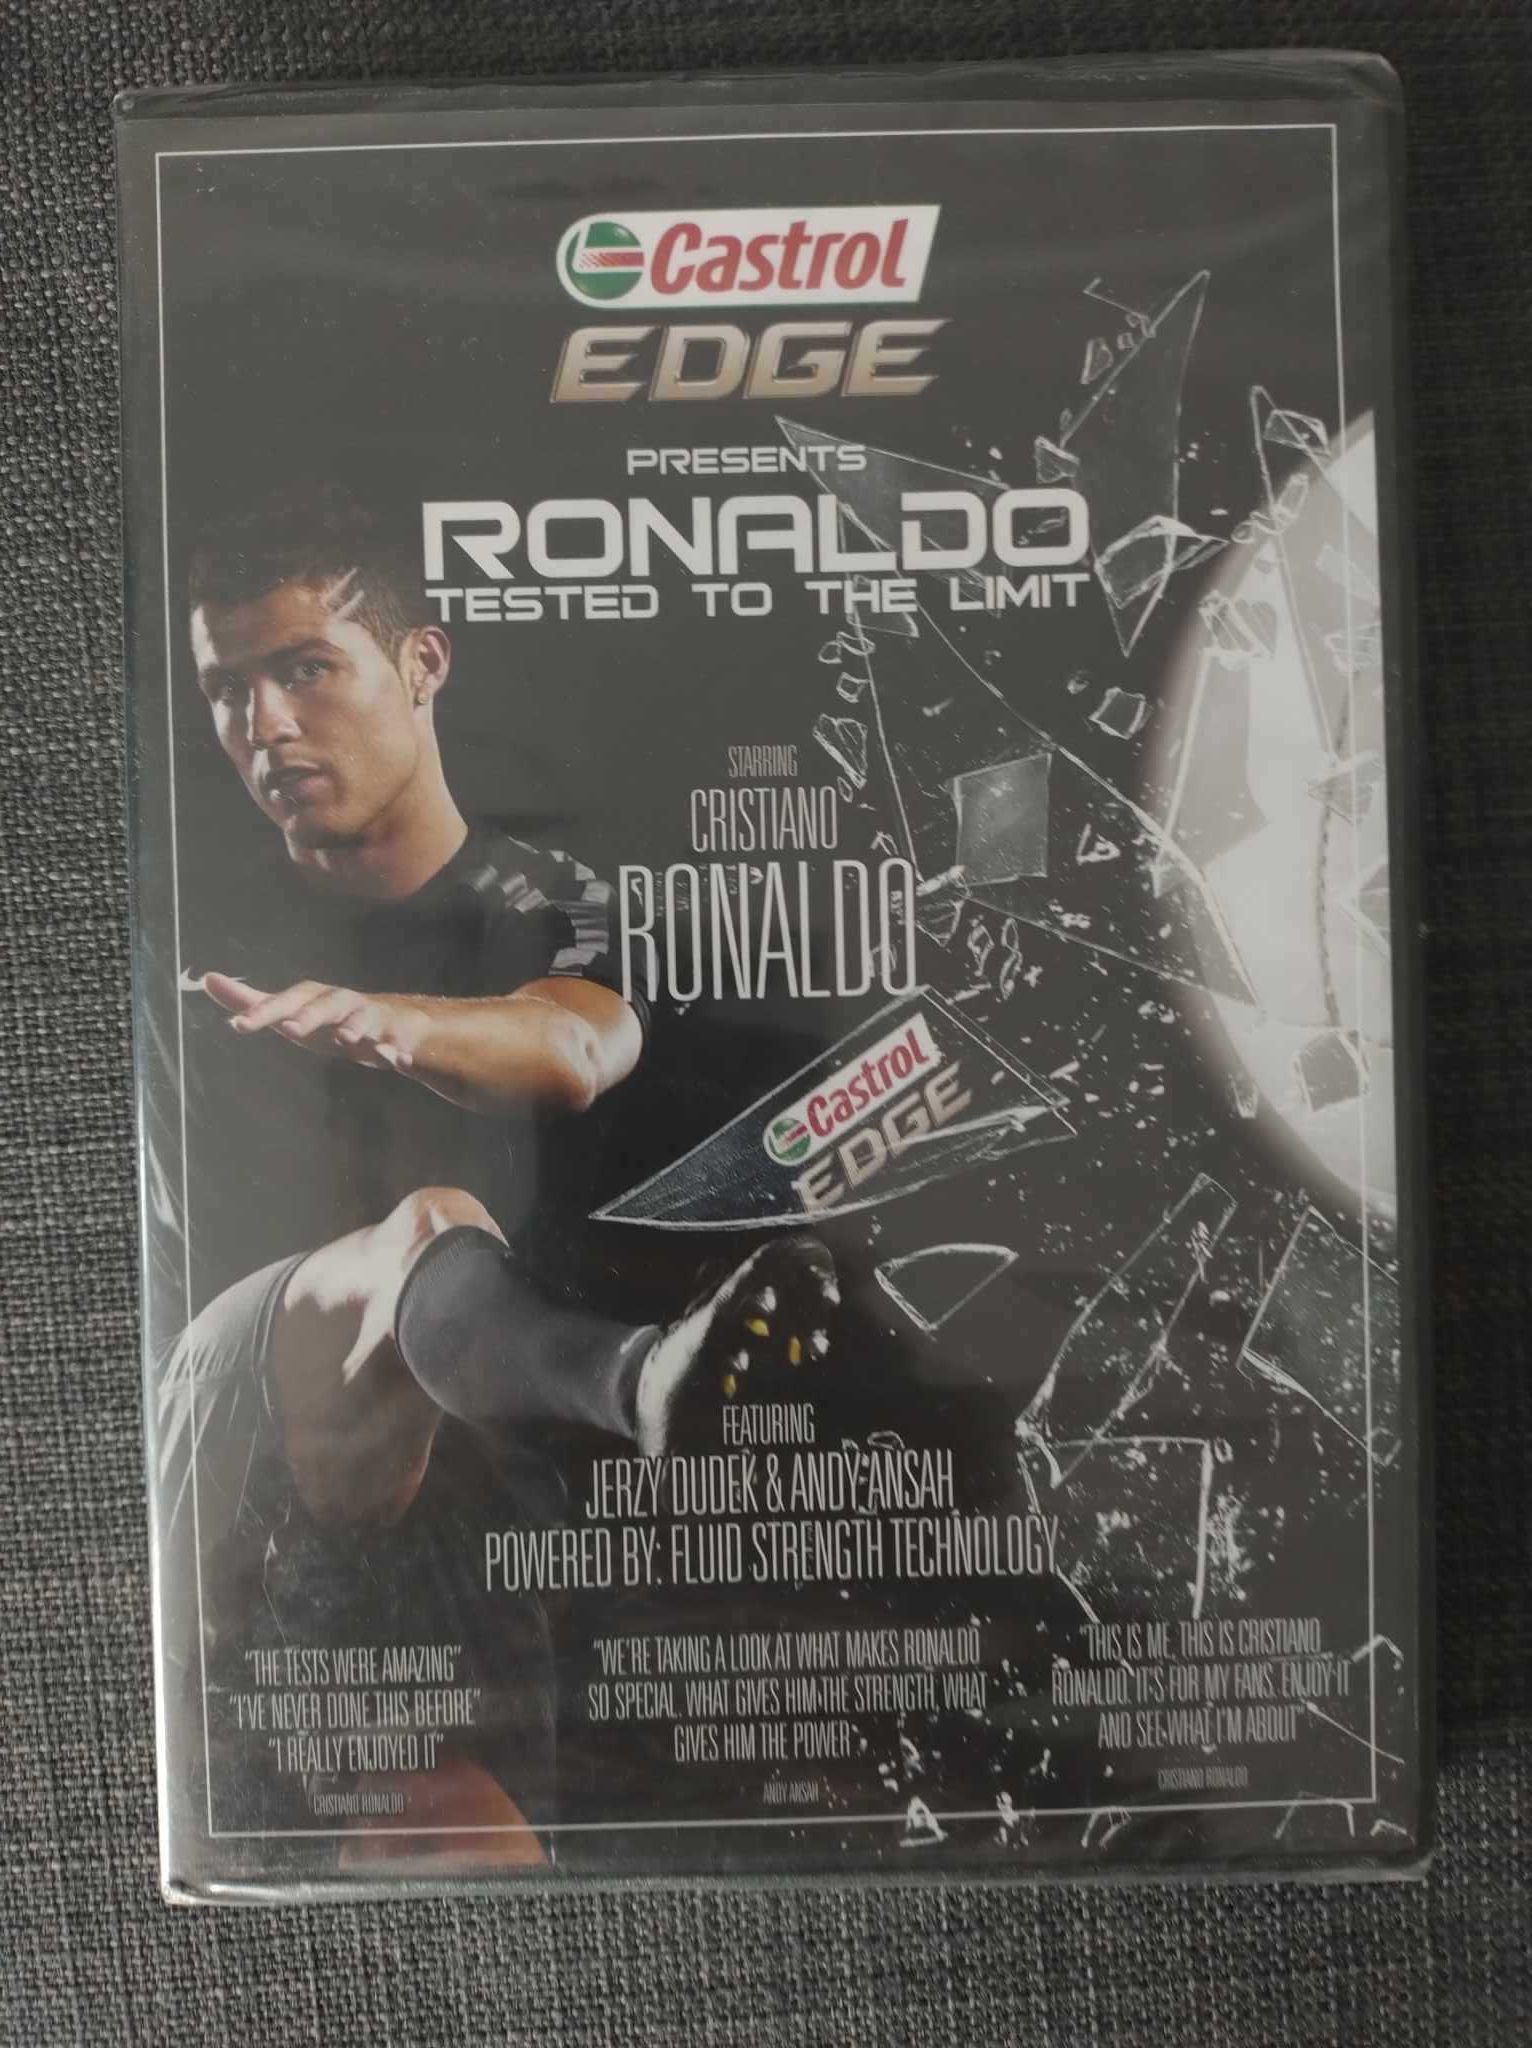 Castrol
EDGE
PRESENTS
RONALDO
TESTED TO THE LIMIT
STARRING
CRISTIANO
RONALDO
Castrol
EDGE
FEATURING
JERZY DUDEK & ANDY ANSAH
POWERED BY: FLUID STRENGTH TECHNOLOGY
"THE TESTS WERE AMAZING"
"I'VE NEVER DONE THIS BEFORE"
"I REALLY ENJOYED IT"
CRISTIANO RONALDO
"WE'RE TAKING A LOOK AT WHAT MAKES RONALDO
SO SPECIAL. WHAT GIVES HIM THE STRENGTH, WHAT
GIVES HIM THE POWER
ANDY ANSAH
"THIS IS ME, THIS IS CRISTIANO
RONALDO. IT'S FOR MY FANS. ENJOY IT
AND SEE WHAT I'M ABOUT"
CRISTIANO RONALDO